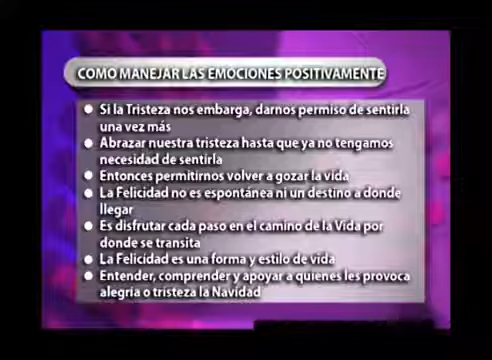 COMO MANEJAR LAS EMOCIONES POSITIVAMENTE
Si la Tristeza nos embarga, darnos permiso de sentirla
una vez más
Abrazar nuestra tristeza hasta que ya no tengamos
necesidad de sentirla
Entonces permitirnos volver a gozar la vida
La Felicidad no es espontánea ni un destino a donde
llegar
Es disfrutar cada paso en el camino de la Vida por
donde se transita
La Felicidad es una forma y estilo de vida
Entender, comprender y apoyar a quienes les provoca
alegría o tristeza la Navidad